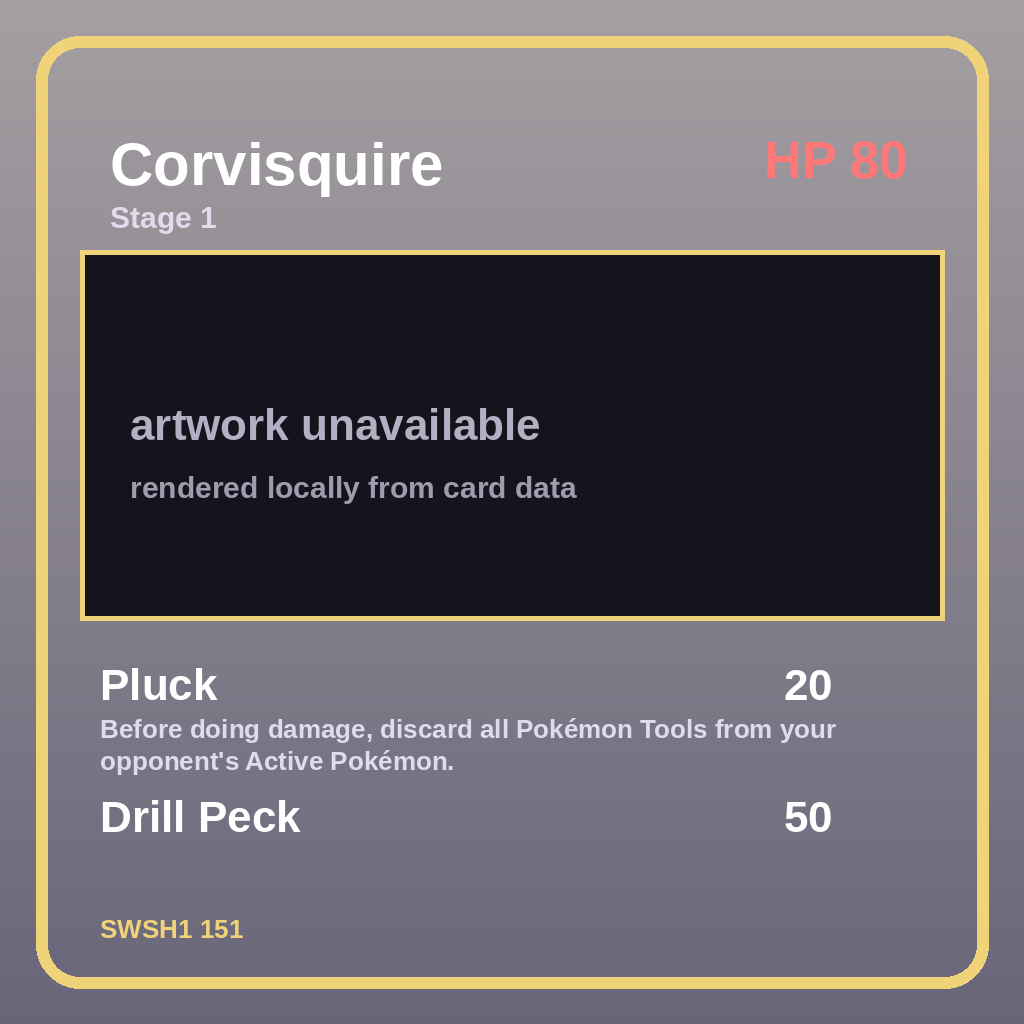 Corvisquire
HP 80
Stage 1
artwork unavailable
rendered locally from card data
Pluck
20
Before doing damage, discard all Pokémon Tools from your
opponent's Active Pokémon.
Drill Peck
50
SWSH1 151